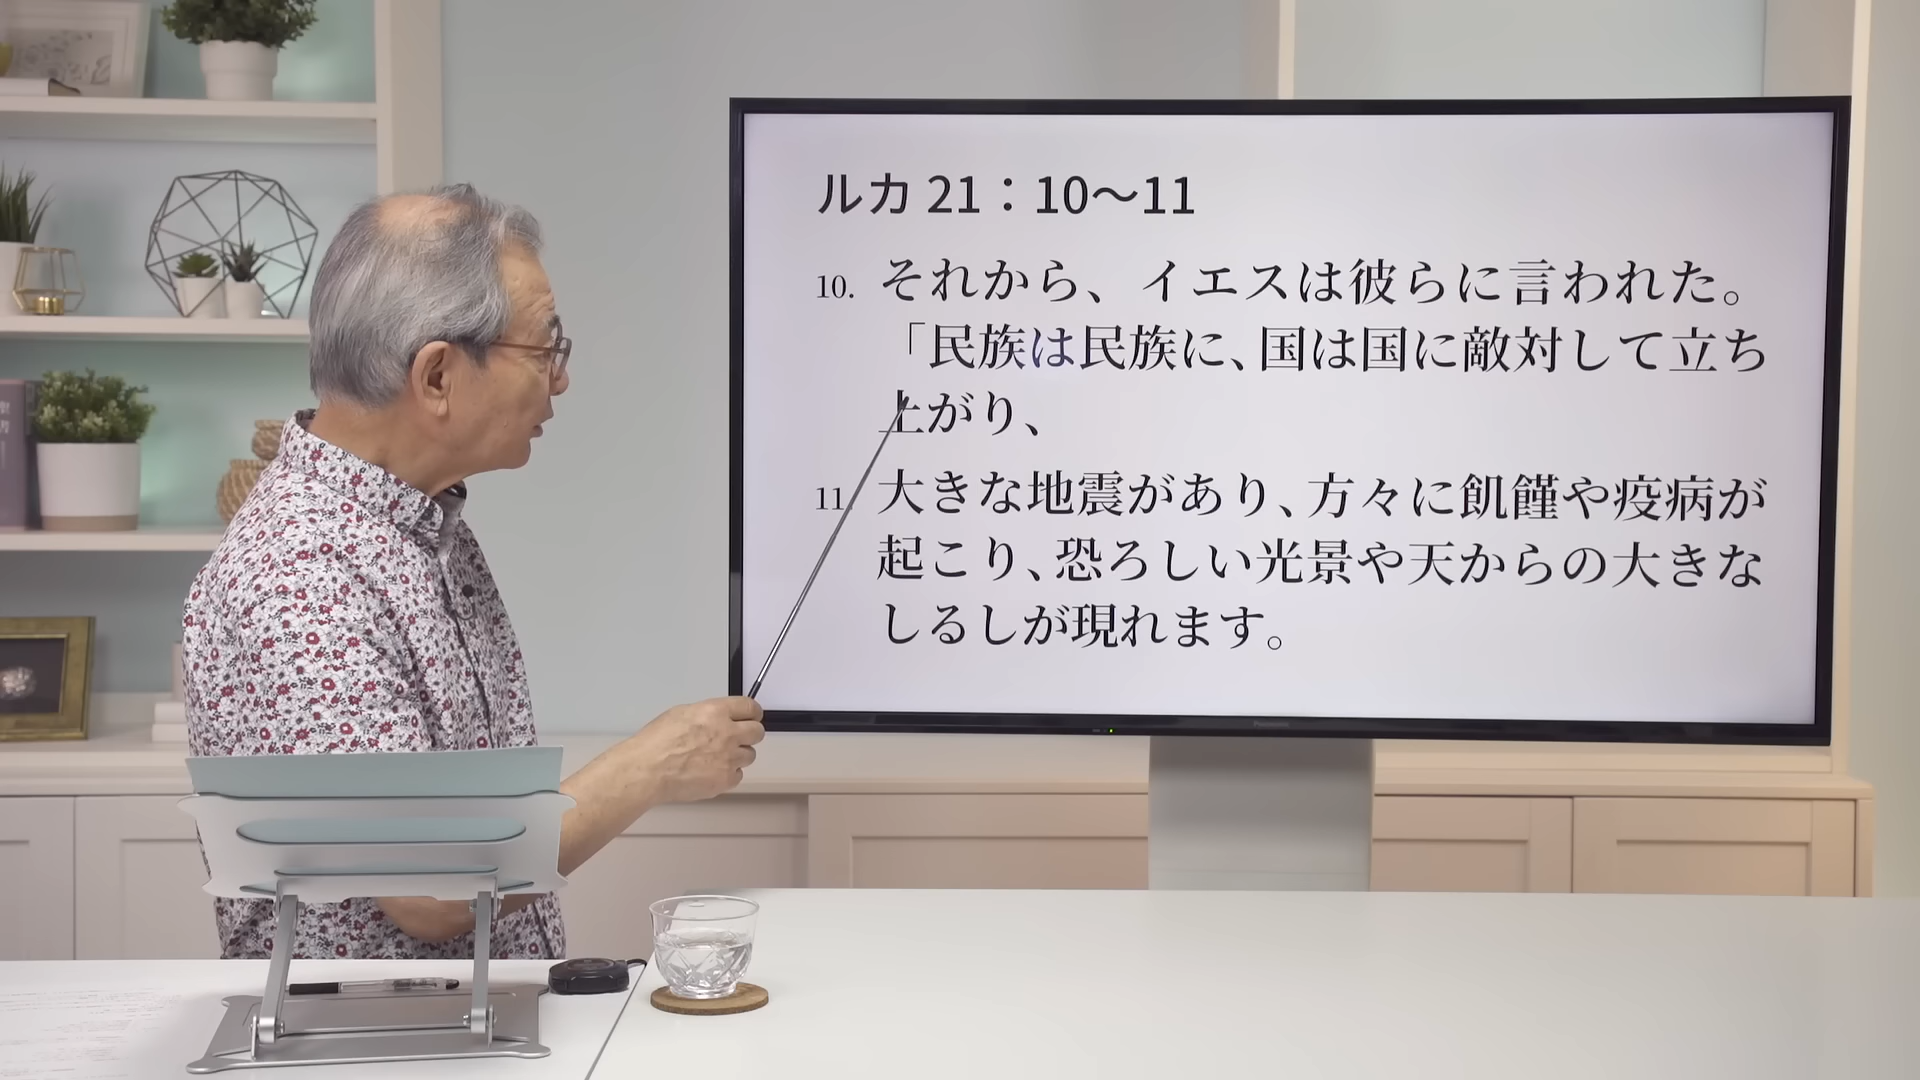 ルカ 21：10〜11
10. それから、イエスは彼らに言われた。
「民族は民族に、国は国に敵対して立ち
上がり、
11. 大きな地震があり、方々に飢饉や疫病が
起こり、恐ろしい光景や天からの大きな
しるしが現れます。
Panasonic